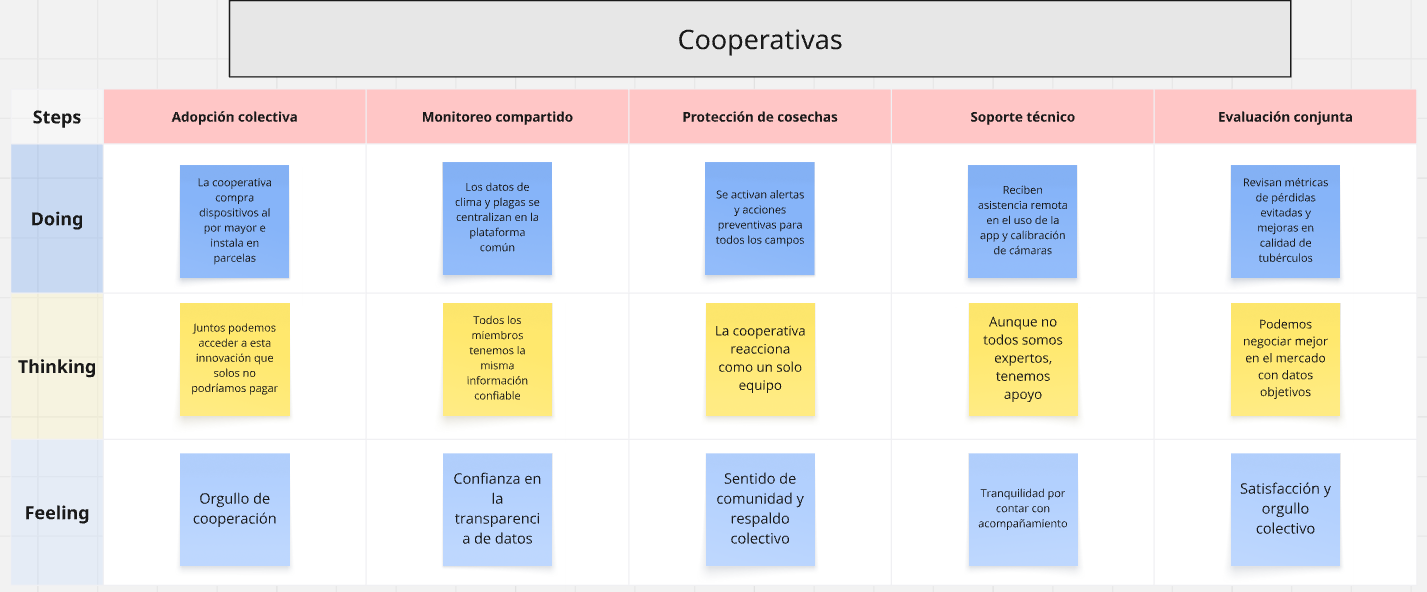 Cooperativas
Steps
Adopción colectiva
Monitoreo compartido
Protección de cosechas
Soporte técnico
Evaluación conjunta
Doing
La cooperativa
compra
dispositivos al
por mayor e
instala en
parcelas
Los datos de
clima y plagas se
centralizan en la
plataforma
común
Se activan alertas
y acciones
preventivas para
todos los campos
Reciben
asistencia remota
en el uso de la
app y calibración
de cámaras
Revisan métricas
de pérdidas
evitadas y
mejoras en
calidad de
tubérculos
Thinking
Juntos podemos
acceder a esta
innovación que
solos no
podríamos pagar
Todos los
miembros
tenemos la
misma
información
confiable
La cooperativa
reacciona
como un solo
equipo
Aunque no
todos somos
expertos,
tenemos
apoyo
Podemos
negociar mejor
en el mercado
con datos
objetivos
Feeling
Orgullo de
cooperación
Confianza en
la
transparenci
a de datos
Sentido de
comunidad y
respaldo
colectivo
Tranquilidad por
contar con
acompañamiento
Satisfacción y
orgullo
colectivo